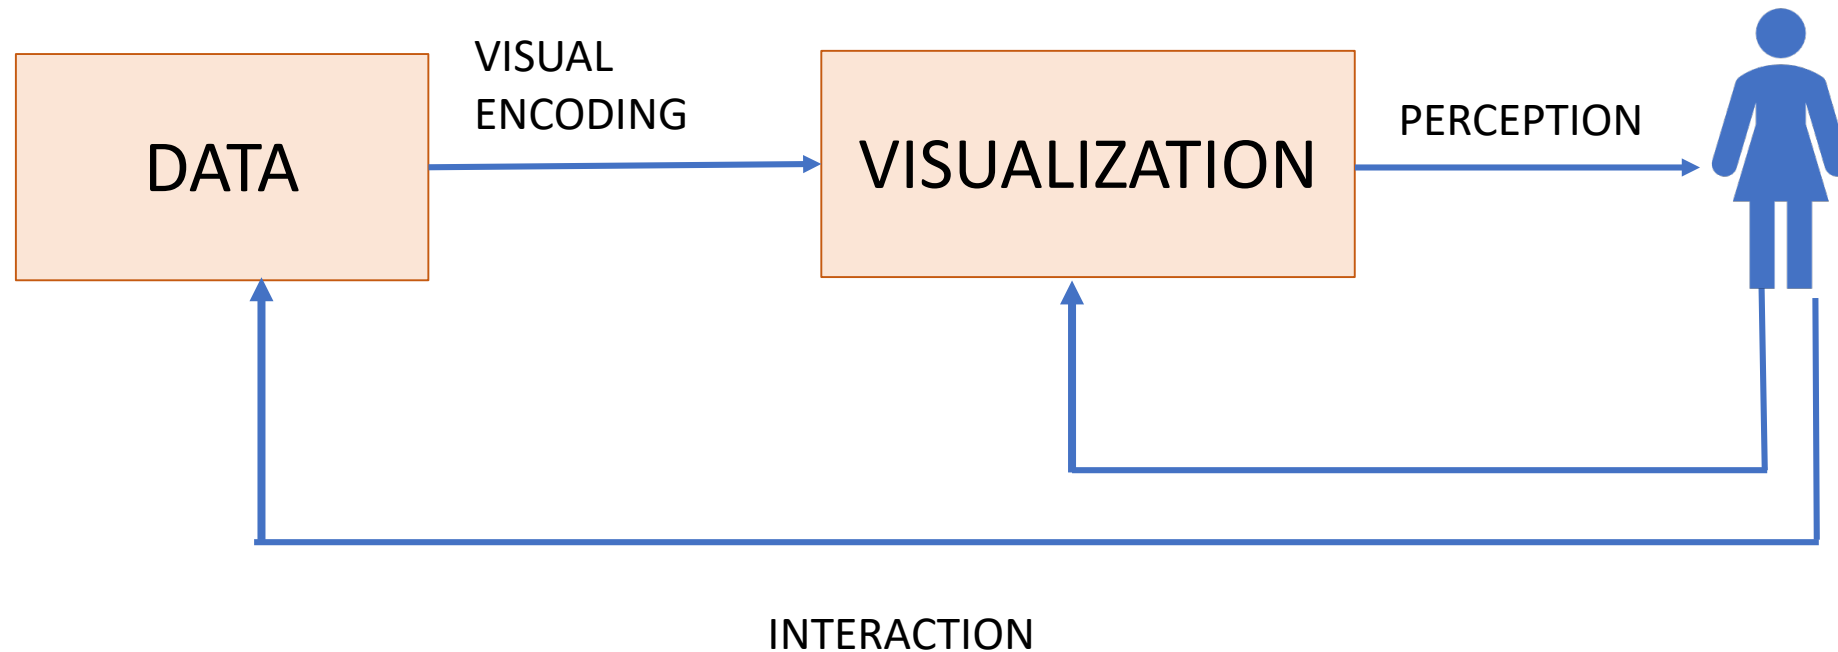 DATA
VISUAL
ENCODING
VISUALIZATION
PERCEPTION
INTERACTION